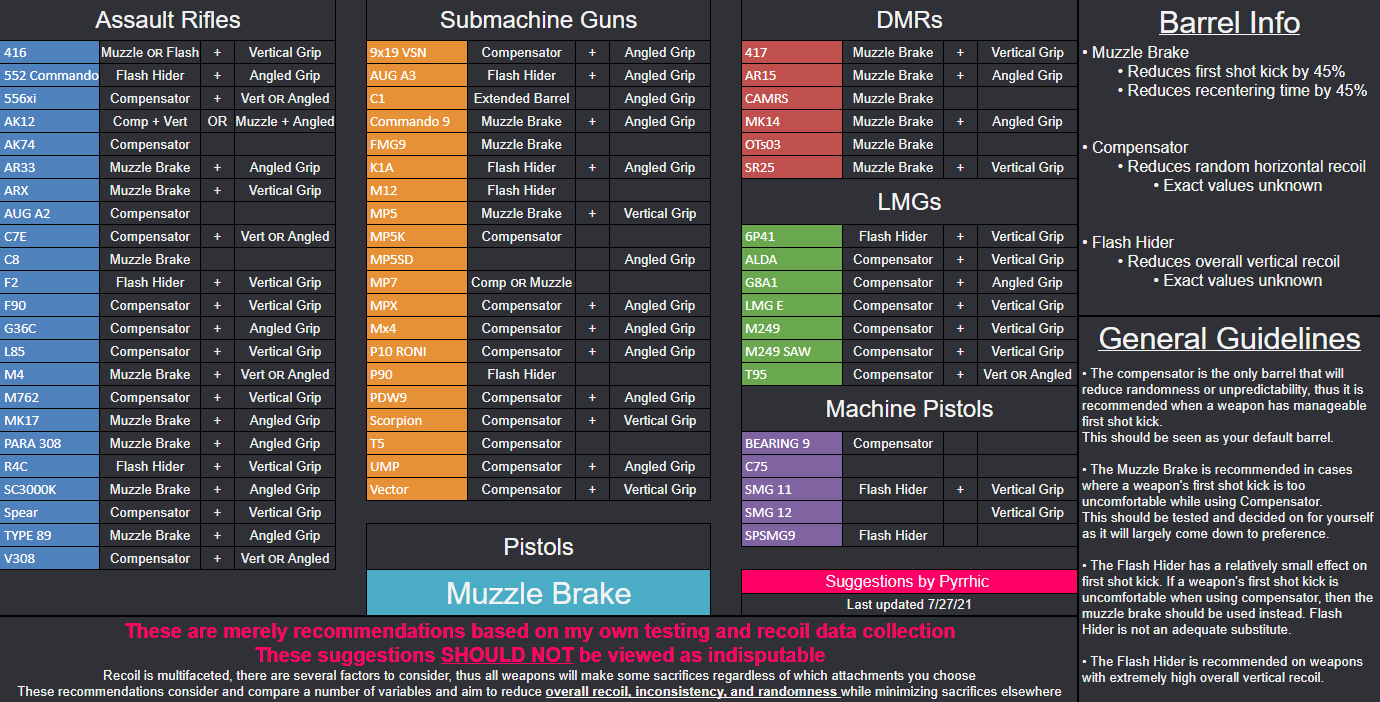 Assault Rifles
416 Muzzle OR Flash + Vertical Grip
552 Commando Flash Hider + Angled Grip
556xi Compensator + Vert OR Angled
AK12 Comp + Vert OR Muzzle + Angled
AK74 Compensator
AR33 Muzzle Brake + Angled Grip
ARX Muzzle Brake + Vertical Grip
AUG A2 Compensator
C7E Compensator + Vert OR Angled
C8 Muzzle Brake
F2 Flash Hider + Vertical Grip
F90 Compensator + Vertical Grip
G36C Compensator + Angled Grip
L85 Compensator + Vertical Grip
M4 Muzzle Brake + Vert OR Angled
M762 Compensator + Vertical Grip
MK17 Muzzle Brake + Angled Grip
PARA 308 Muzzle Brake + Angled Grip
R4C Flash Hider + Vertical Grip
SC3000K Muzzle Brake + Angled Grip
Spear Compensator + Vertical Grip
TYPE 89 Muzzle Brake + Angled Grip
V308 Compensator + Vert OR Angled
Submachine Guns
9x19 VSN Compensator + Angled Grip
AUG A3 Flash Hider + Angled Grip
C1 Extended Barrel Angled Grip
Commando 9 Muzzle Brake + Angled Grip
FMG9 Muzzle Brake
K1A Flash Hider + Angled Grip
M12 Flash Hider
MP5 Muzzle Brake + Vertical Grip
MP5K Compensator
MP5SD Angled Grip
MP7 Comp OR Muzzle
MPX Compensator + Angled Grip
Mx4 Compensator + Angled Grip
P10 RONI Compensator + Angled Grip
P90 Flash Hider
PDW9 Compensator + Angled Grip
Scorpion Compensator + Vertical Grip
T5 Compensator
UMP Compensator + Angled Grip
Vector Compensator + Vertical Grip
Pistols
Muzzle Brake
DMRs
417 Muzzle Brake + Vertical Grip
AR15 Muzzle Brake + Angled Grip
CAMRS Muzzle Brake
MK14 Muzzle Brake + Angled Grip
OTs03 Muzzle Brake
SR25 Muzzle Brake + Vertical Grip
LMGs
6P41 Flash Hider + Vertical Grip
ALDA Compensator + Vertical Grip
G8A1 Compensator + Angled Grip
LMG E Compensator + Vertical Grip
M249 Compensator + Vertical Grip
M249 SAW Compensator + Vertical Grip
T95 Compensator + Vert OR Angled
Machine Pistols
BEARING 9 Compensator
C75
SMG 11 Flash Hider + Vertical Grip
SMG 12 Vertical Grip
SPSMG9 Flash Hider
Suggestions by Pyrrhic
Last updated 7/27/21
Barrel Info
• Muzzle Brake
• Reduces first shot kick by 45%
• Reduces recentering time by 45%
• Compensator
• Reduces random horizontal recoil
• Exact values unknown
• Flash Hider
• Reduces overall vertical recoil
• Exact values unknown
General Guidelines
• The compensator is the only barrel that will
reduce randomness or unpredictability, thus it is
recommended when a weapon has manageable
first shot kick.
This should be seen as your default barrel.
• The Muzzle Brake is recommended in cases
where a weapon's first shot kick is too
uncomfortable while using Compensator.
This should be tested and decided on for yourself
as it will largely come down to preference.
• The Flash Hider has a relatively small effect on
first shot kick. If a weapon's first shot kick is
uncomfortable when using compensator, then the
muzzle brake should be used instead. Flash
Hider is not an adequate substitute.
• The Flash Hider is recommended on weapons
with extremely high overall vertical recoil.
These are merely recommendations based on my own testing and recoil data collection
These suggestions SHOULD NOT be viewed as indisputable
Recoil is multifaceted, there are several factors to consider, thus all weapons will make some sacrifices regardless of which attachments you choose
These recommendations consider and compare a number of variables and aim to reduce overall recoil, inconsistency, and randomness while minimizing sacrifices elsewhere